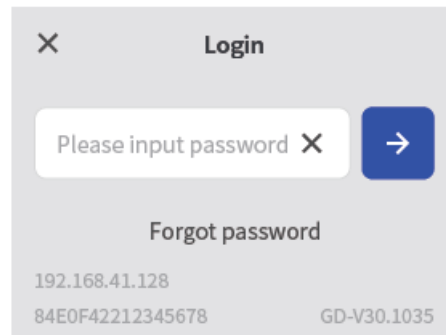 Login
Please input password
Forgot password
192.168.41.128
84E0F42212345678 GD-V30.1035